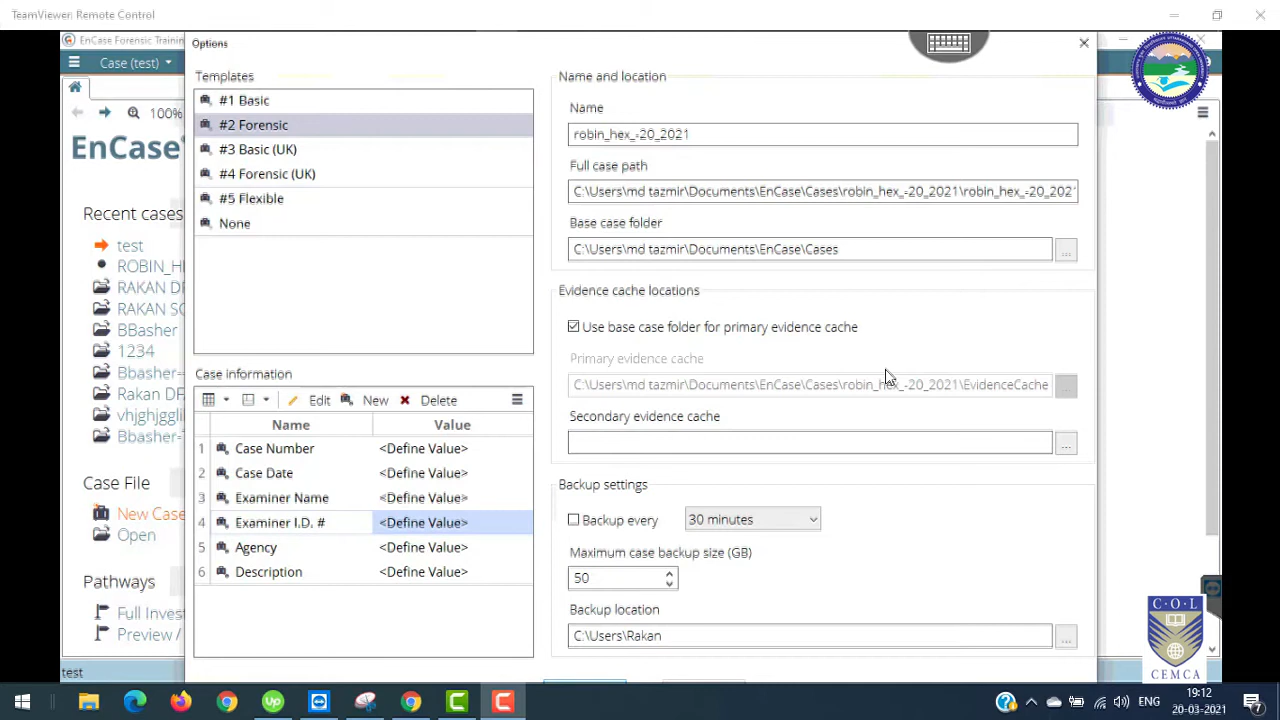 TeamViewer Remote Control
EnCase Forensic Training
Options
Case (test)
100%
EnCase
Recent cases
test
RAKAN DF
RAKAN SC
BBasher
1234
Bbasher-
Rakan DF
vhjghjggli
Bbasher-
Case File
New Case
Open
Pathways
Full Invest
Preview /
test
Templates
#1 Basic
#2 Forensic
#3 Basic (UK)
#4 Forensic (UK)
#5 Flexible
None
Case information
Edit New Delete
Name Value
1 Case Number <Define Value>
2 Case Date <Define Value>
3 Examiner Name <Define Value>
4 Examiner I.D. # <Define Value>
5 Agency <Define Value>
6 Description <Define Value>
Name and location
Name
robin_hex_-20_2021
Full case path
C:\Users\md tazmir\Documents\EnCase\Cases\robin_hex_-20_2021\robin_hex_-20_202
Base case folder
C:\Users\md tazmir\Documents\EnCase\Cases
...
Evidence cache locations
Use base case folder for primary evidence cache
Primary evidence cache
C:\Users\md tazmir\Documents\EnCase\Cases\robin_hex_-20_2021\EvidenceCache
Secondary evidence cache
...
Backup settings
Backup every 30 minutes
Maximum case backup size (GB)
50
Backup location
C:\Users\Rakan
...
C·O·L
CEMCA
up
ENG
19:12
20-03-2021
7